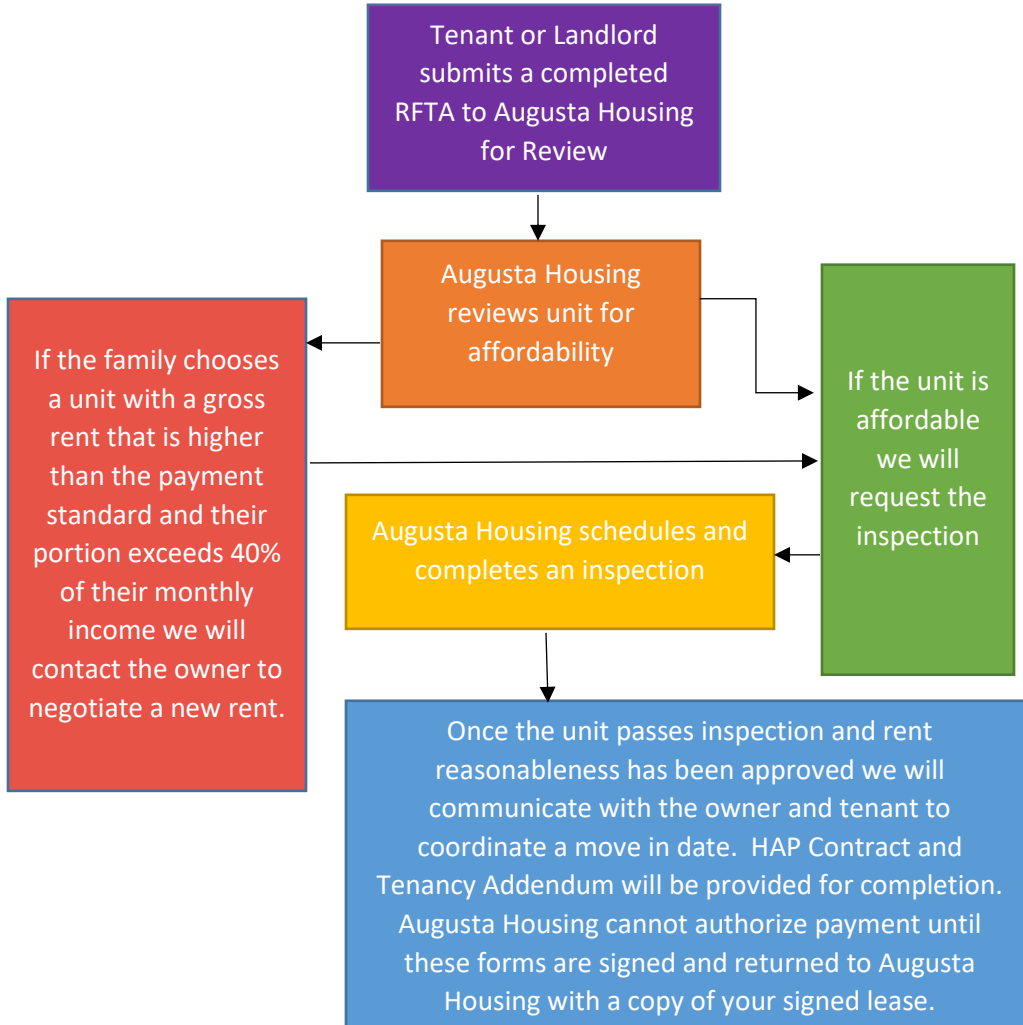 Tenant or Landlord
submits a completed
RFTA to Augusta Housing
for Review
Augusta Housing
reviews unit for
affordability
If the family chooses
a unit with a gross
rent that is higher
than the payment
standard and their
portion exceeds 40%
of their monthly
income we will
contact the owner to
negotiate a new rent.
If the unit is
affordable
we will
request the
inspection
Augusta Housing schedules and
completes an inspection
Once the unit passes inspection and rent
reasonableness has been approved we will
communicate with the owner and tenant to
coordinate a move in date.  HAP Contract and
Tenancy Addendum will be provided for completion.
Augusta Housing cannot authorize payment until
these forms are signed and returned to Augusta
Housing with a copy of your signed lease.